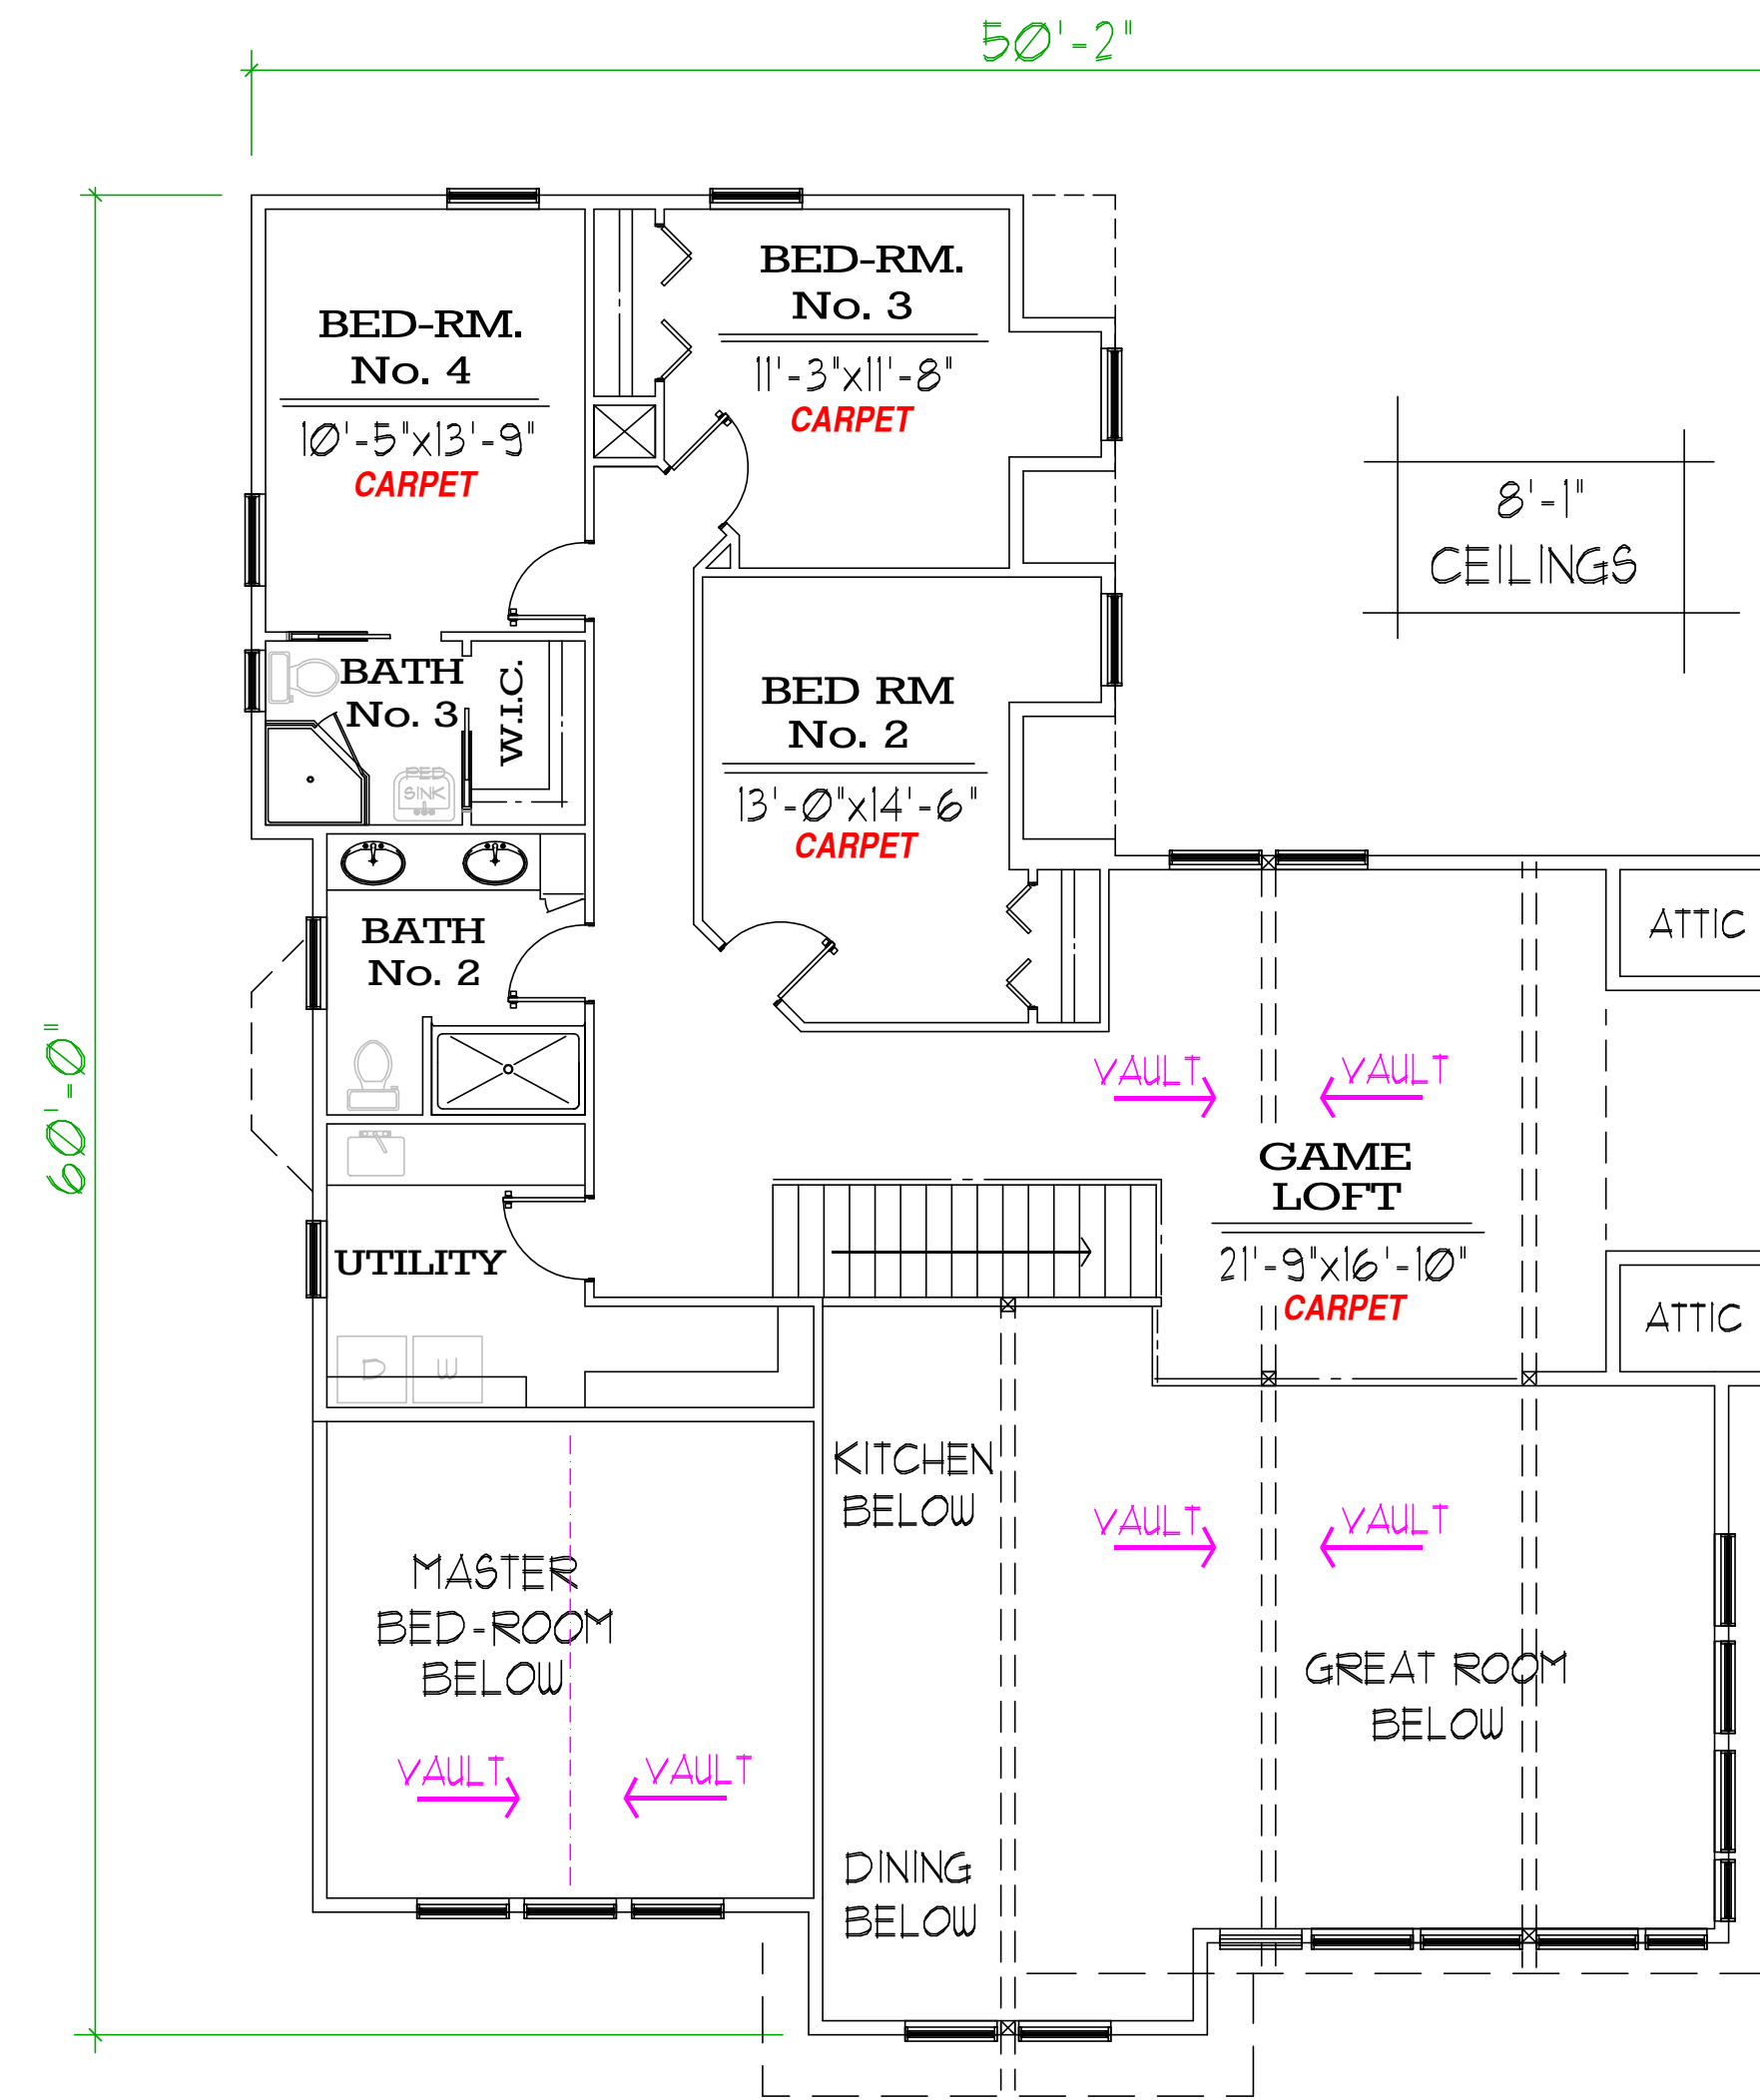 50'-2"
BED-RM.
No. 3
11'-3"x11'-8"
CARPET
BED-RM.
No. 4
10'-5"x13'-9"
CARPET
8'-1"
CEILINGS
BATH
No. 3
W.I.C.
PED
SINK
BED RM
No. 2
13'-0"x14'-6"
CARPET
BATH
No. 2
ATTIC
60'-0"
VAULT
VAULT
GAME
LOFT
21'-9"x16'-10"
CARPET
UTILITY
ATTIC
D
W
KITCHEN
BELOW
VAULT
VAULT
MASTER
BED-ROOM
BELOW
GREAT ROOM
BELOW
VAULT
VAULT
DINING
BELOW